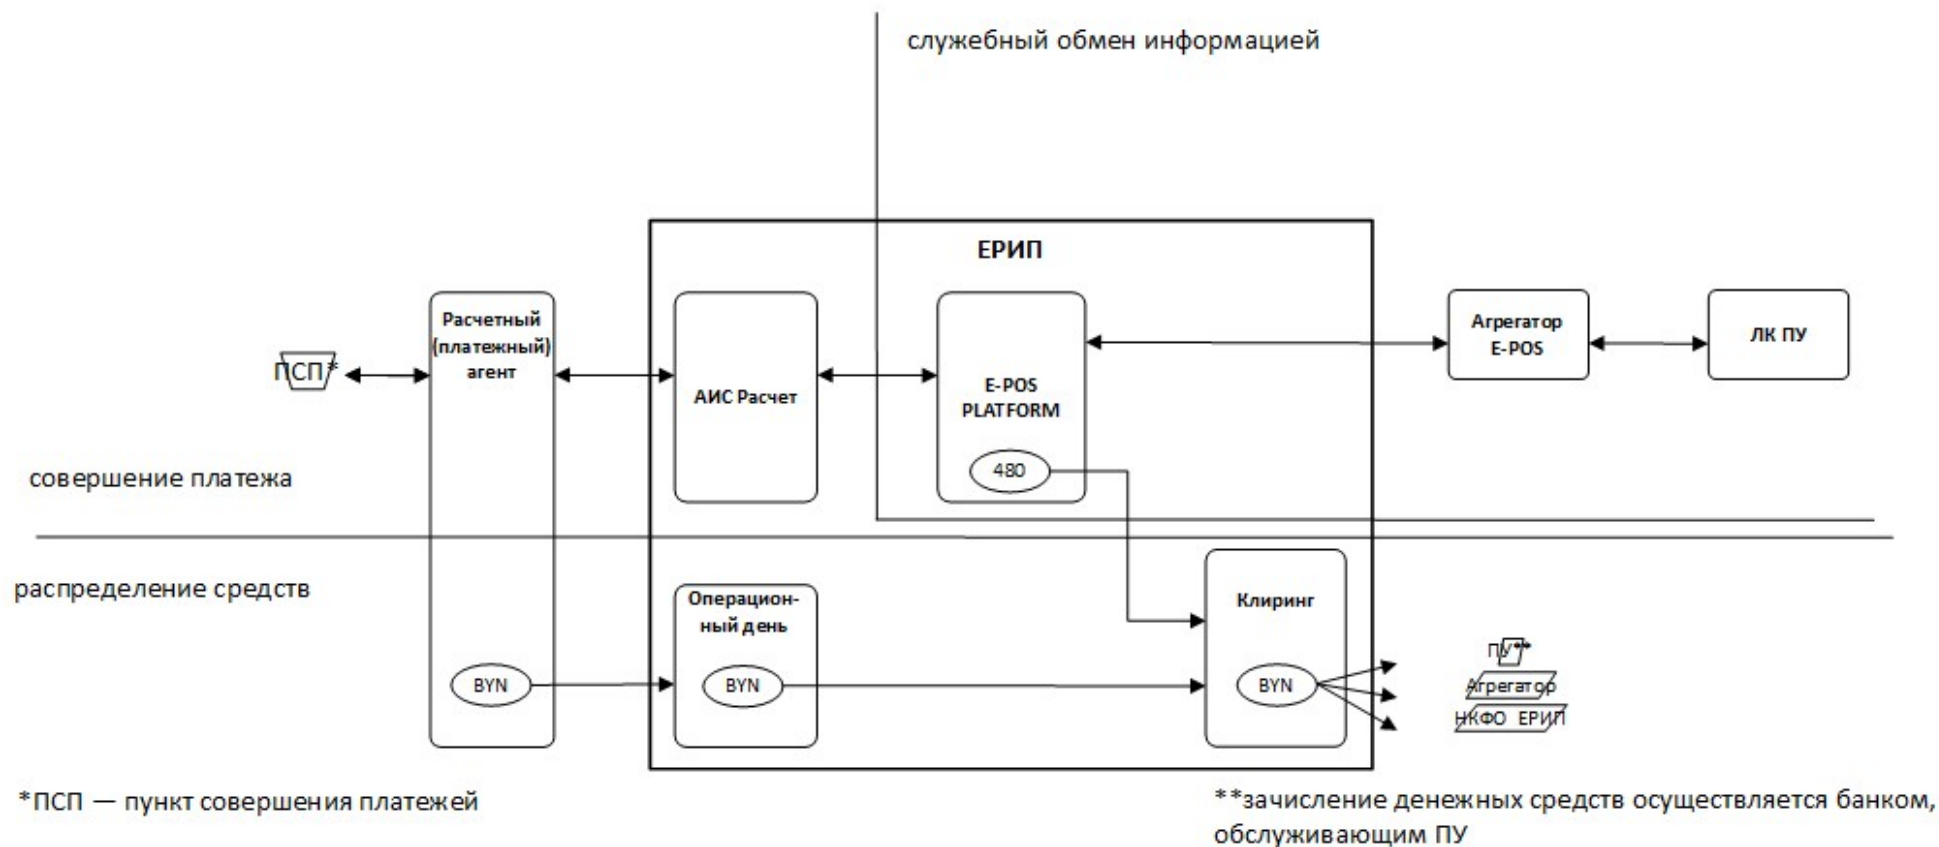 служебный обмен информацией
ЕРИП
Расчетный
(платежный)
агент
ПСП*
АИС Расчет
E-POS
PLATFORM
480
Агрегатор
E-POS
ЛК ПУ
совершение платежа
распределение средств
Операцион-
ный день
Клиринг
BYN
BYN
BYN
ПУ**
Агрегатор
НКФО ЕРИП
*ПСП — пункт совершения платежей
**зачисление денежных средств осуществляется банком,
обслуживающим ПУ